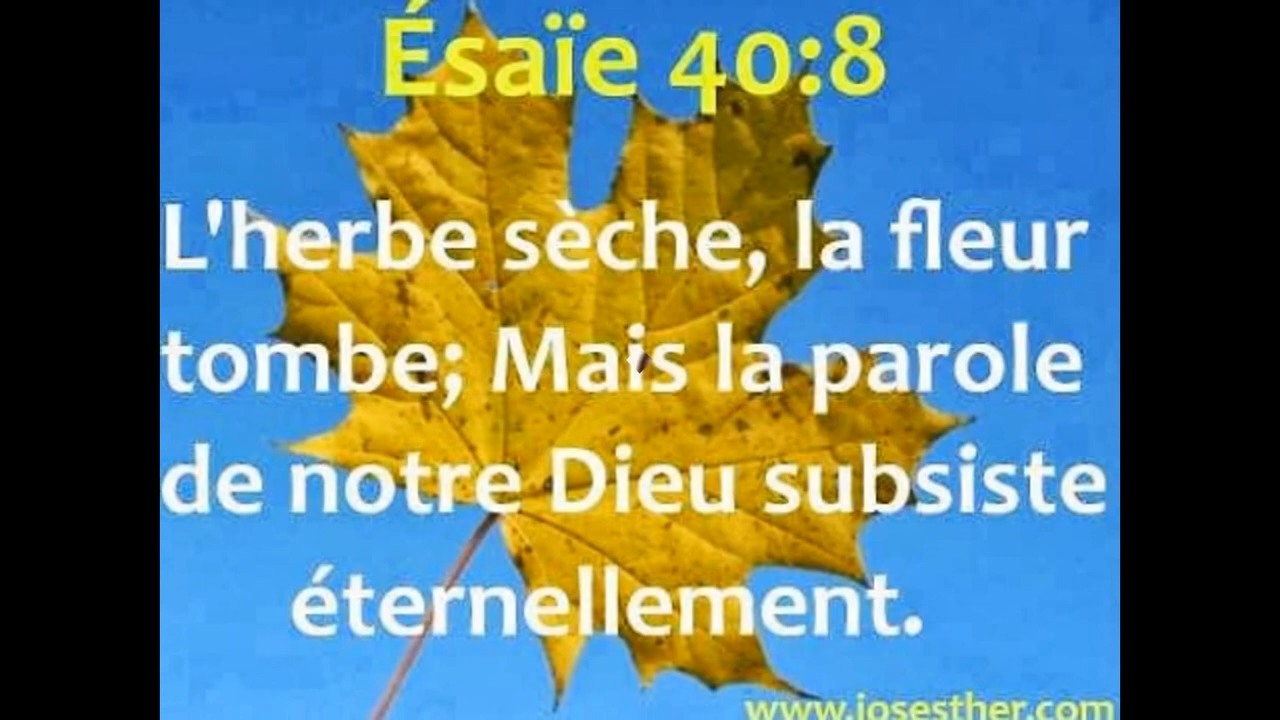 Ésaïe 40:8
L'herbe sèche, la fleur
tombe; Mais la parole
de notre Dieu subsiste
éternellement.
www.josesther.com